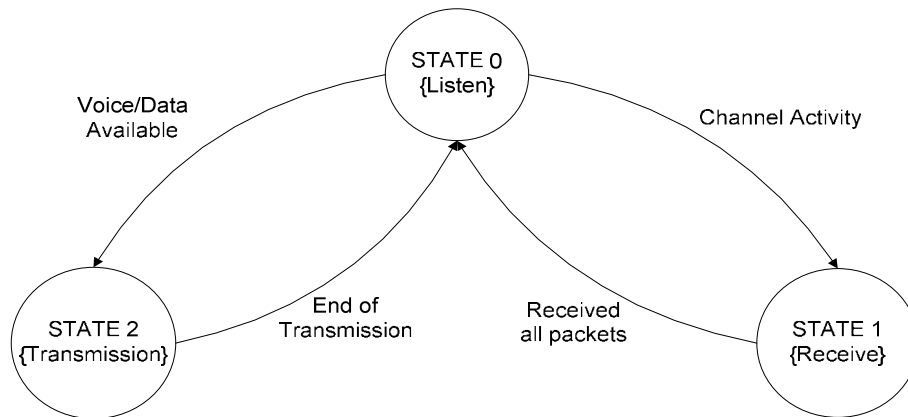 STATE 0
{Listen}
Voice/Data
Available
Channel Activity
End of
Transmission
Received
all packets
STATE 2
{Transmission}
STATE 1
{Receive}